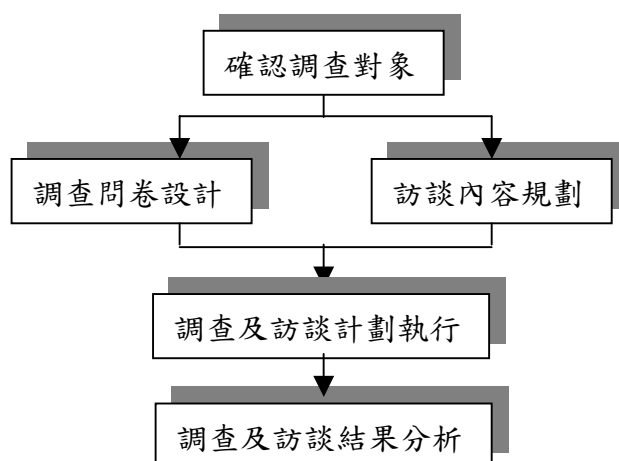 確認調查對象
調查問卷設計
訪談內容規劃
調查及訪談計劃執行
調查及訪談結果分析